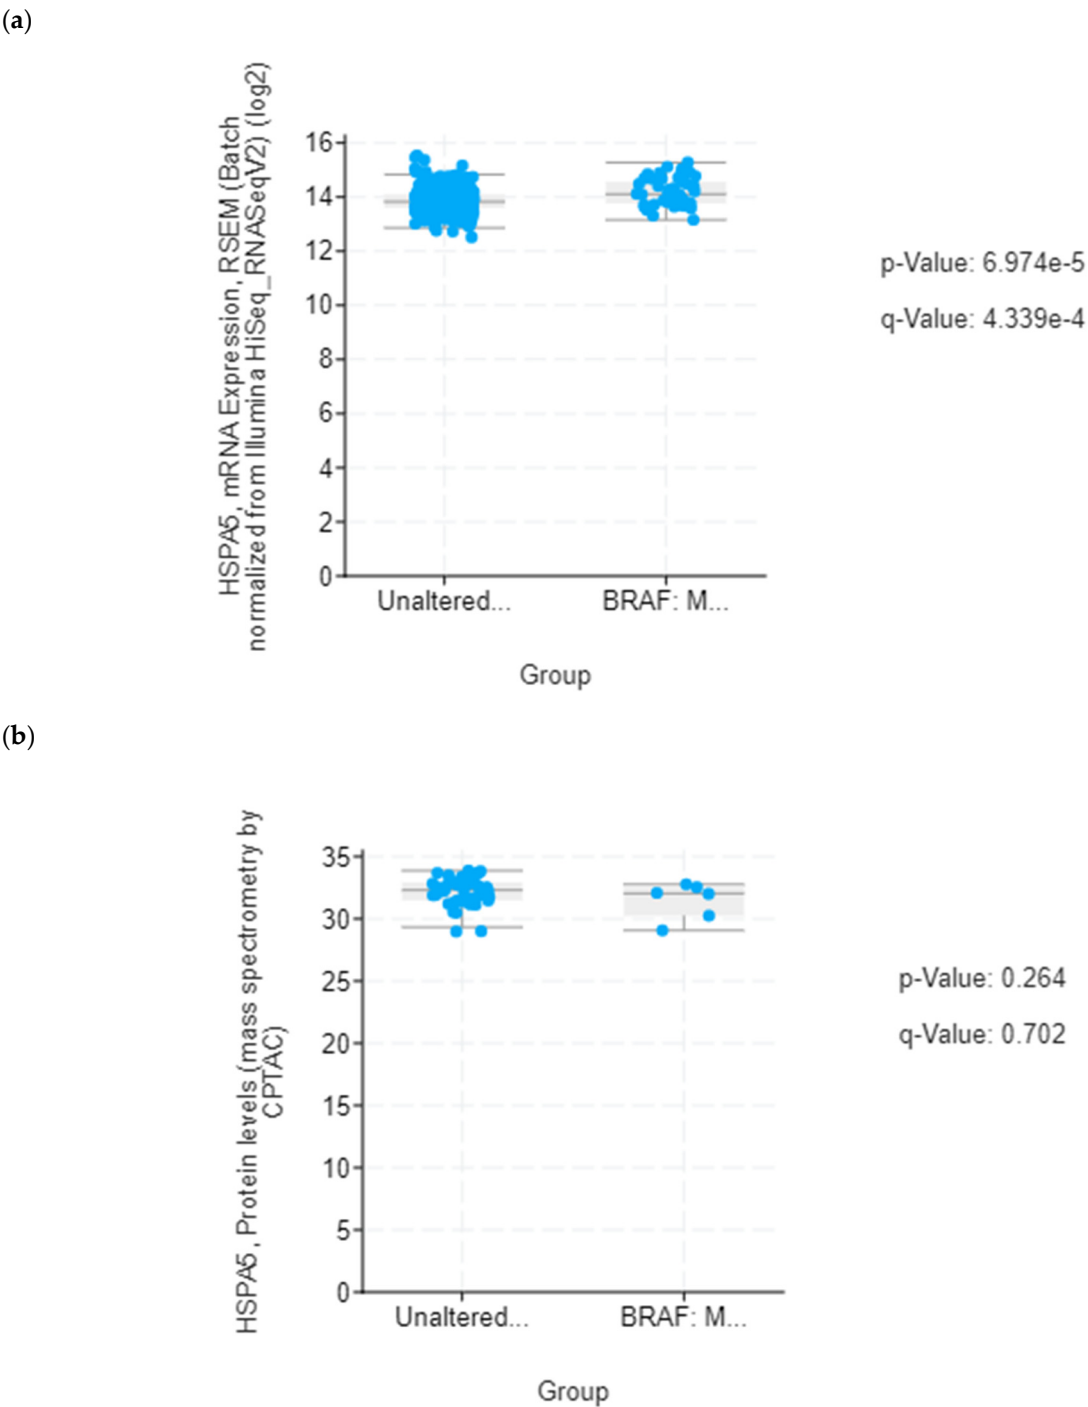 (a)
HSPA5, mRNA Expression, RSEM (Batch
normalized from Illumina HiSeq_RNASeqV2) (log2)
16
14
12
10
8
6
4
2
0
Unaltered...
BRAF: M...
Group
p-Value: 6.974e-5
q-Value: 4.339e-4
(b)
HSPA5, Protein levels (mass spectrometry by
CPTAC)
35
30
25
20
15
10
5
0
Unaltered...
BRAF: M...
Group
p-Value: 0.264
q-Value: 0.702